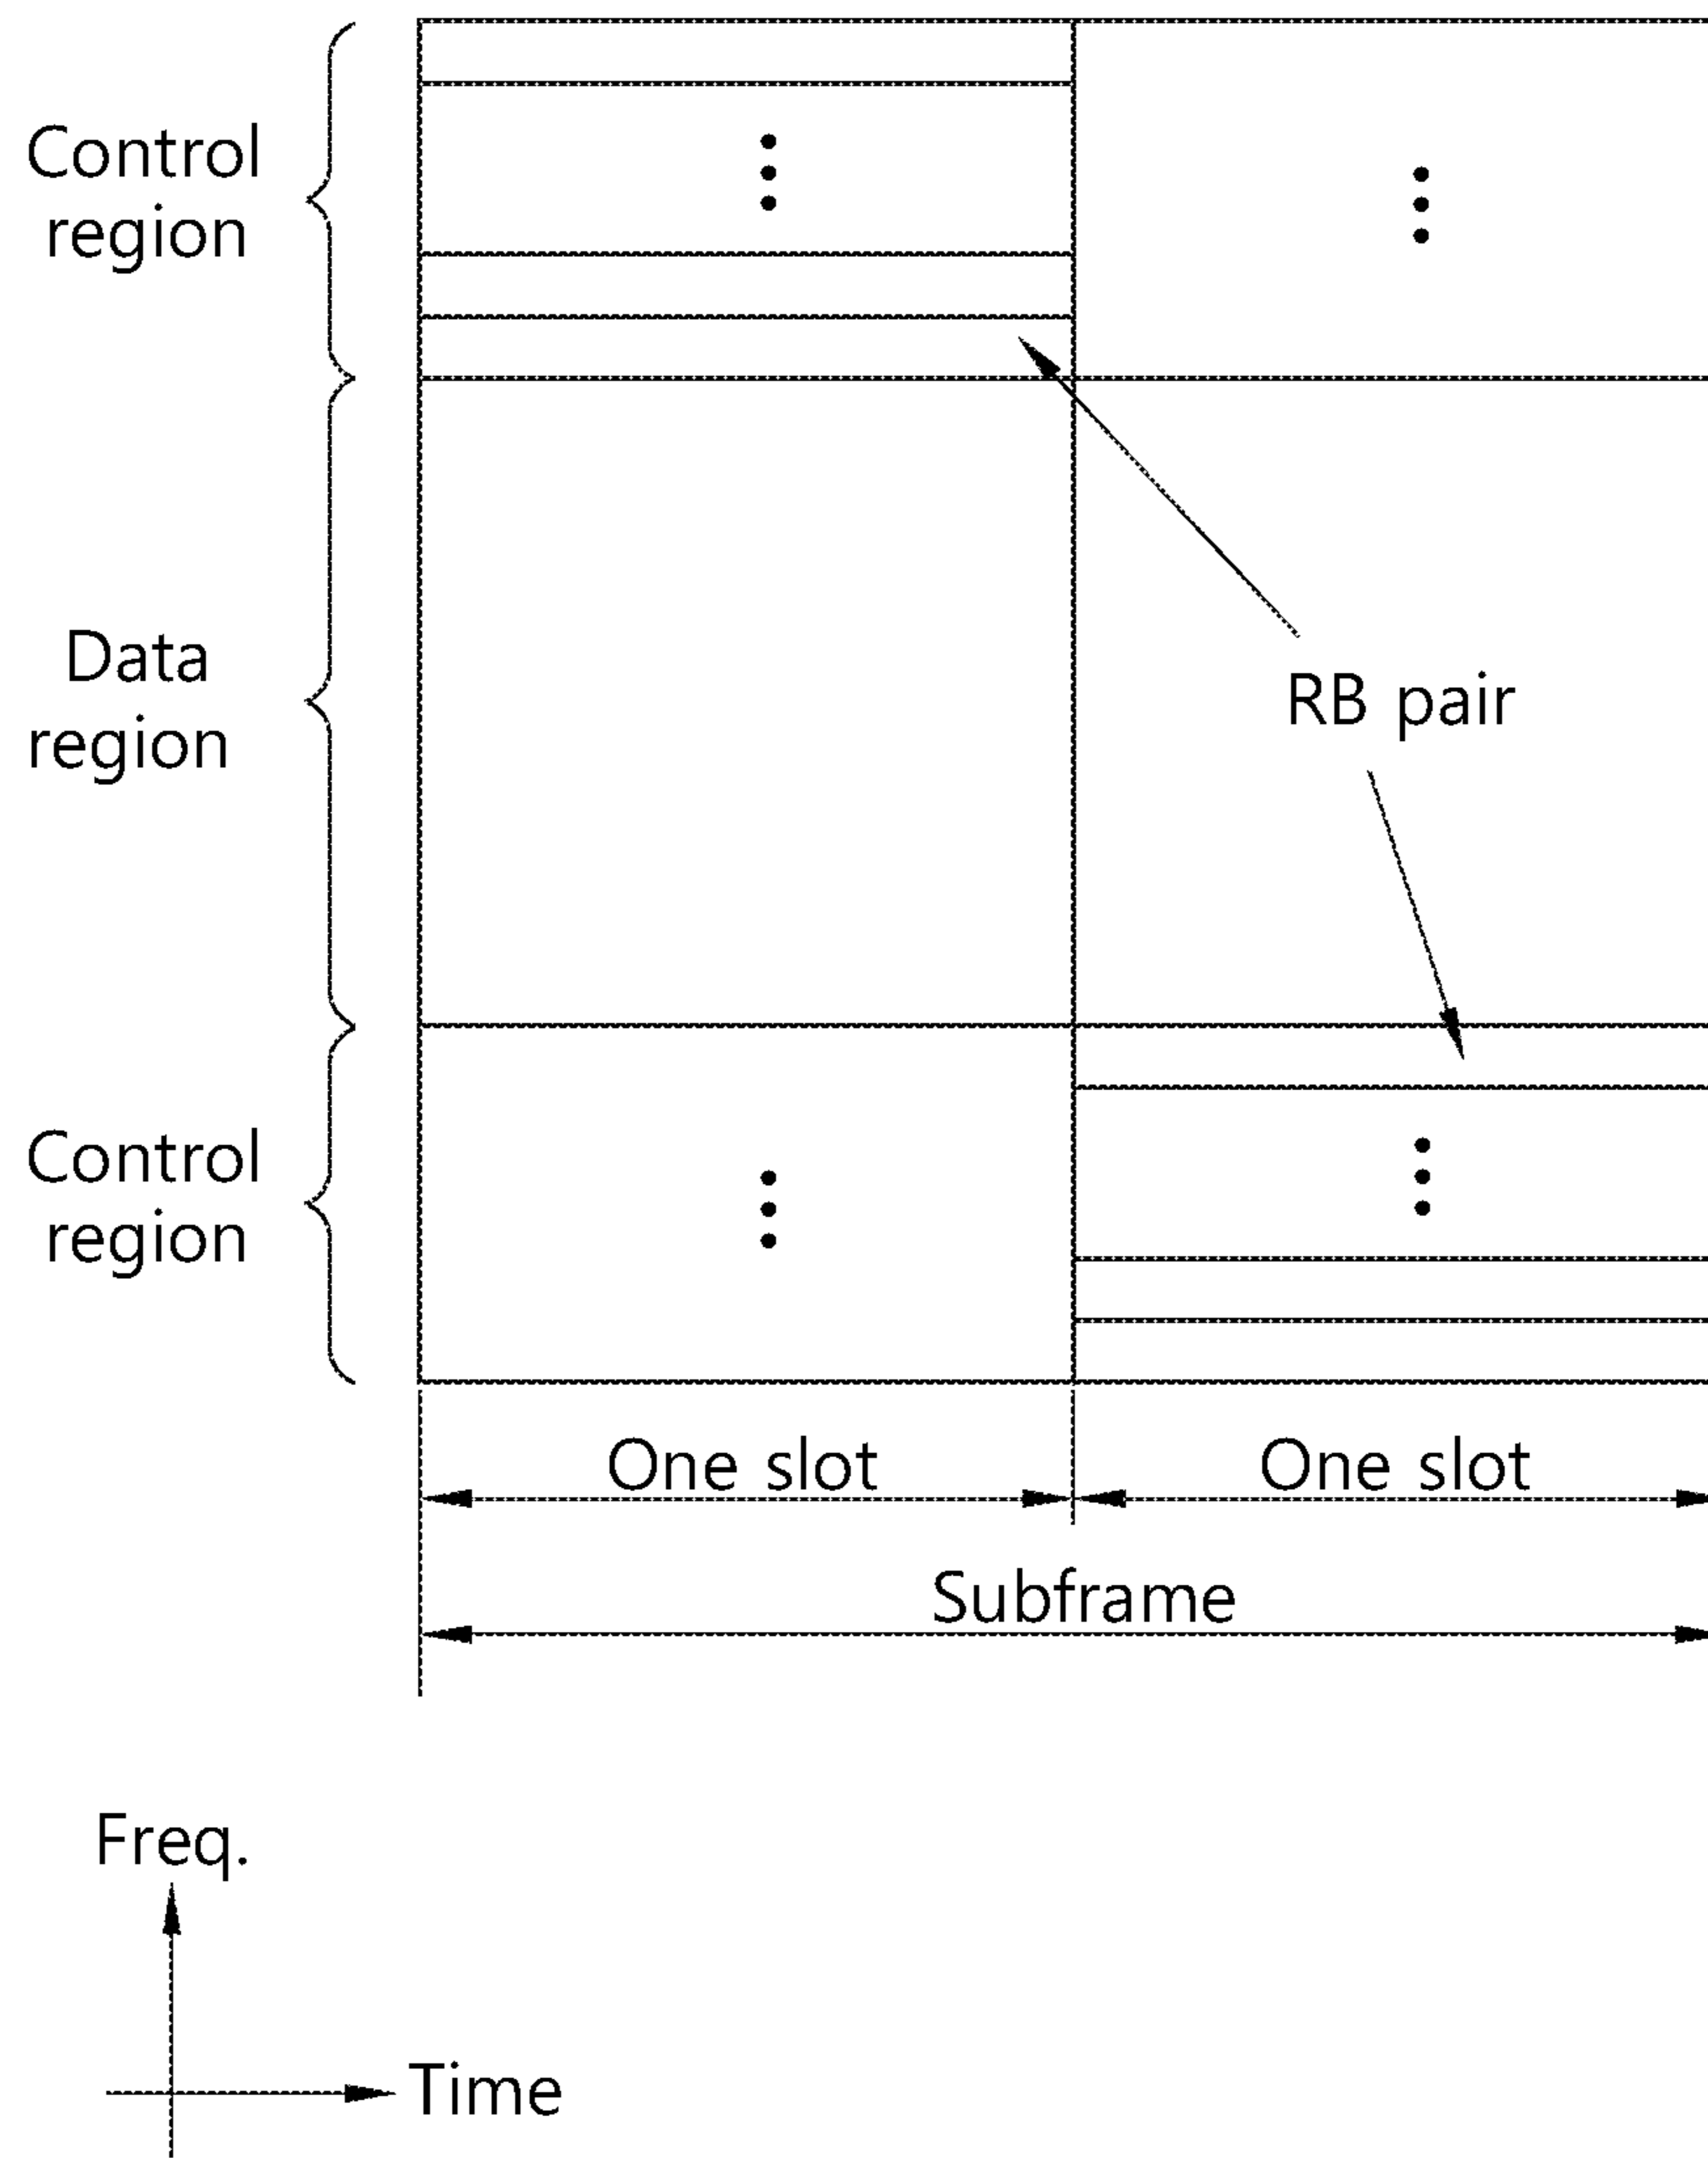 Control
region
Data
region
RB pair
Control
region
One slot
One slot
Subframe
Freq.
Time